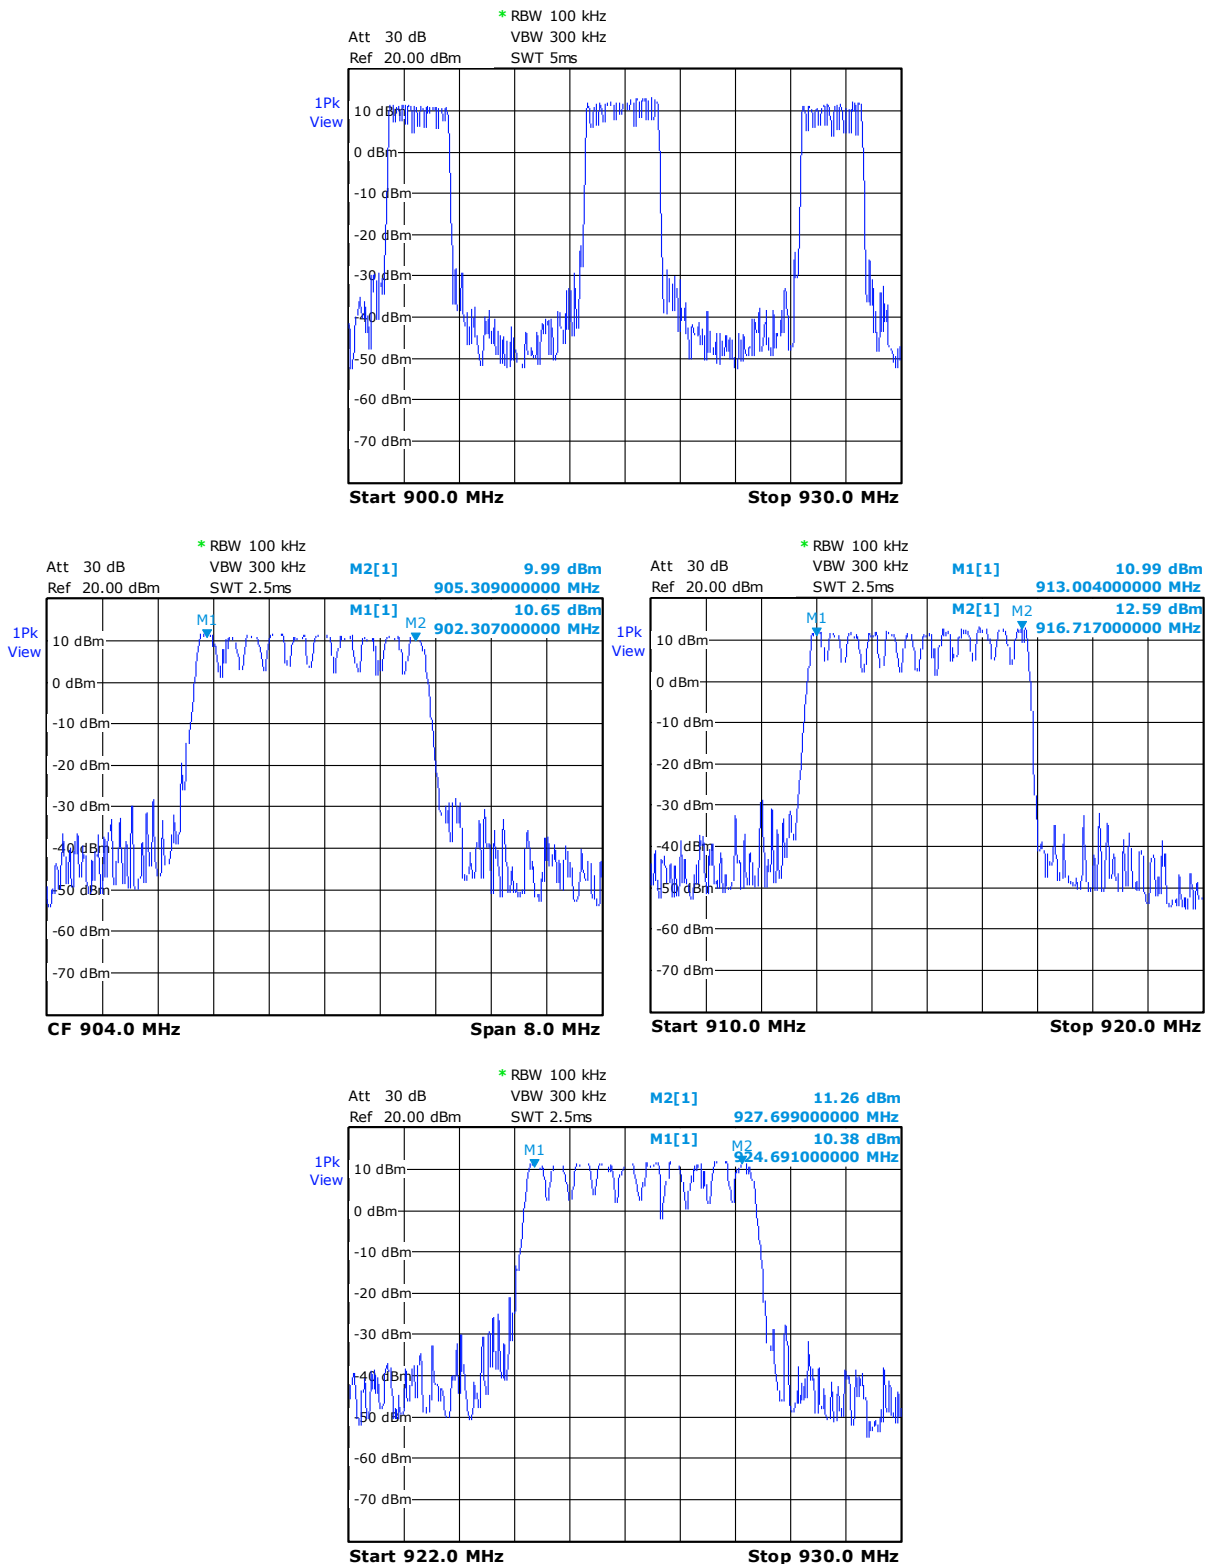 * RBW 100 kHz
Att 30 dB VBW 300 kHz
Ref 20.00 dBm SWT 5ms
1Pk
View
10 dBm
0 dBm
-10 dBm
-20 dBm
-30 dBm
-40 dBm
-50 dBm
-60 dBm
-70 dBm
Start 900.0 MHz Stop 930.0 MHz
* RBW 100 kHz
Att 30 dB VBW 300 kHz M2[1] 9.99 dBm
Ref 20.00 dBm SWT 2.5ms 905.309000000 MHz
M1[1] 10.65 dBm
902.307000000 MHz
M1
M2
1Pk
View
10 dBm
0 dBm
-10 dBm
-20 dBm
-30 dBm
-40 dBm
-50 dBm
-60 dBm
-70 dBm
CF 904.0 MHz Span 8.0 MHz
* RBW 100 kHz
Att 30 dB VBW 300 kHz M1[1] 10.99 dBm
Ref 20.00 dBm SWT 2.5ms 913.004000000 MHz
M2[1] 12.59 dBm
916.717000000 MHz
M1
M2
1Pk
View
10 dBm
0 dBm
-10 dBm
-20 dBm
-30 dBm
-40 dBm
-50 dBm
-60 dBm
-70 dBm
Start 910.0 MHz Stop 920.0 MHz
* RBW 100 kHz
Att 30 dB VBW 300 kHz M2[1] 11.26 dBm
Ref 20.00 dBm SWT 2.5ms 927.699000000 MHz
M1[1] 10.38 dBm
924.691000000 MHz
M1
M2
1Pk
View
10 dBm
0 dBm
-10 dBm
-20 dBm
-30 dBm
-40 dBm
-50 dBm
-60 dBm
-70 dBm
Start 922.0 MHz Stop 930.0 MHz